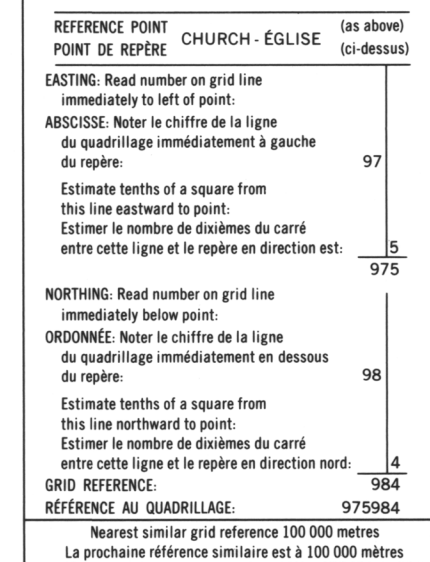 REFERENCE POINT CHURCH - ÉGLISE (as above)
POINT DE REPÈRE (ci-dessus)
EASTING: Read number on grid line
immediately to left of point:
ABSCISSE: Noter le chiffre de la ligne
du quadrillage immédiatement à gauche
du repère: 97
Estimate tenths of a square from
this line eastward to point:
Estimer le nombre de dixièmes du carré
entre cette ligne et le repère en direction est: 5
975
NORTHING: Read number on grid line
immediately below point:
ORDONNÉE: Noter le chiffre de la ligne
du quadrillage immédiatement en dessous
du repère: 98
Estimate tenths of a square from
this line northward to point:
Estimer le nombre de dixièmes du carré
entre cette ligne et le repère en direction nord: 4
GRID REFERENCE: 984
RÉFÉRENCE AU QUADRILLAGE: 975984
Nearest similar grid reference 100 000 metres
La prochaine référence similaire est à 100 000 mètres